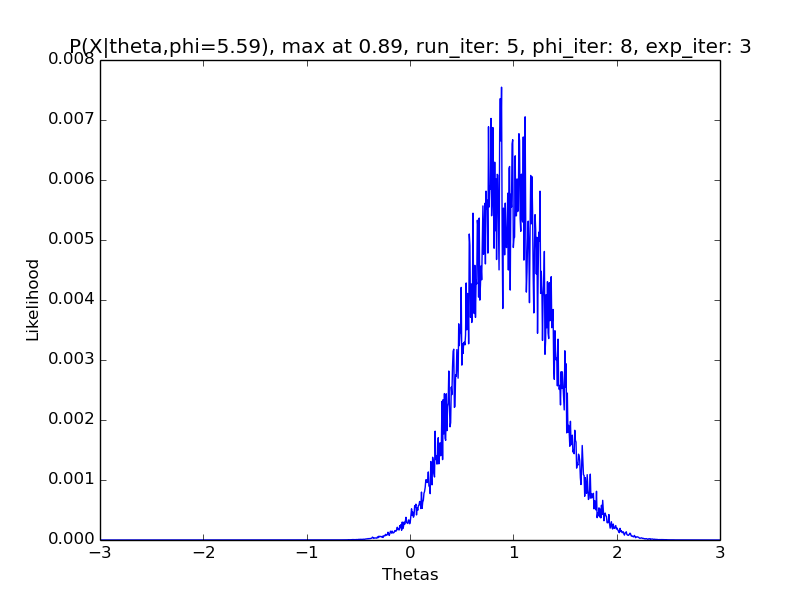 P(X|theta,phi=5.59), max at 0.89, run_iter: 5, phi_iter: 8, exp_iter: 3
0.008
0.007
0.006
0.005
0.004
0.003
0.002
0.001
0.000
Likelihood
−3 −2 −1 0 1 2 3
Thetas